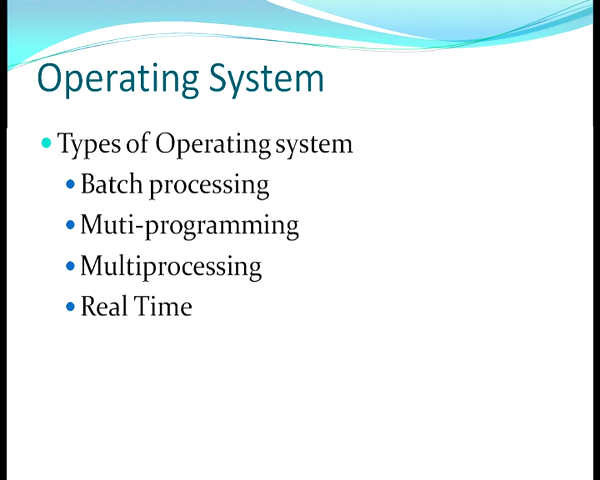 Operating System
Types of Operating system
Batch processing
Muti-programming
Multiprocessing
Real Time